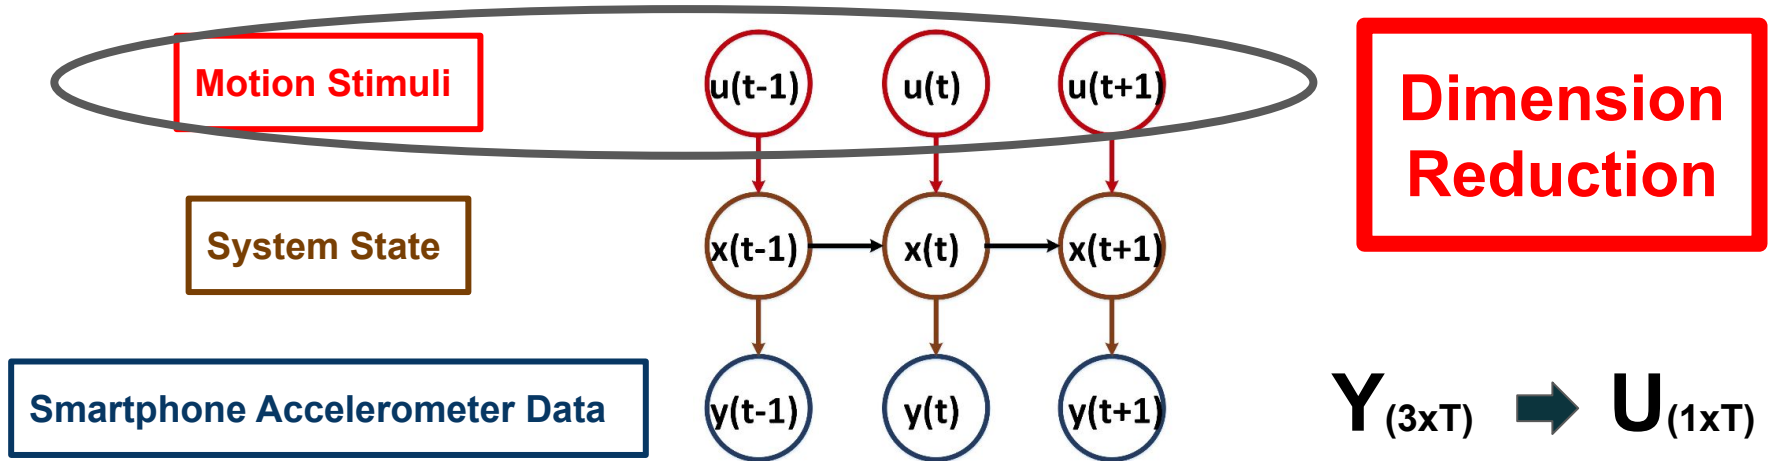 Motion Stimuli
u(t-1) u(t) u(t+1)
Dimension
Reduction
System State
x(t-1) x(t) x(t+1)
Smartphone Accelerometer Data
y(t-1) y(t) y(t+1)
Y(3xT) U(1xT)